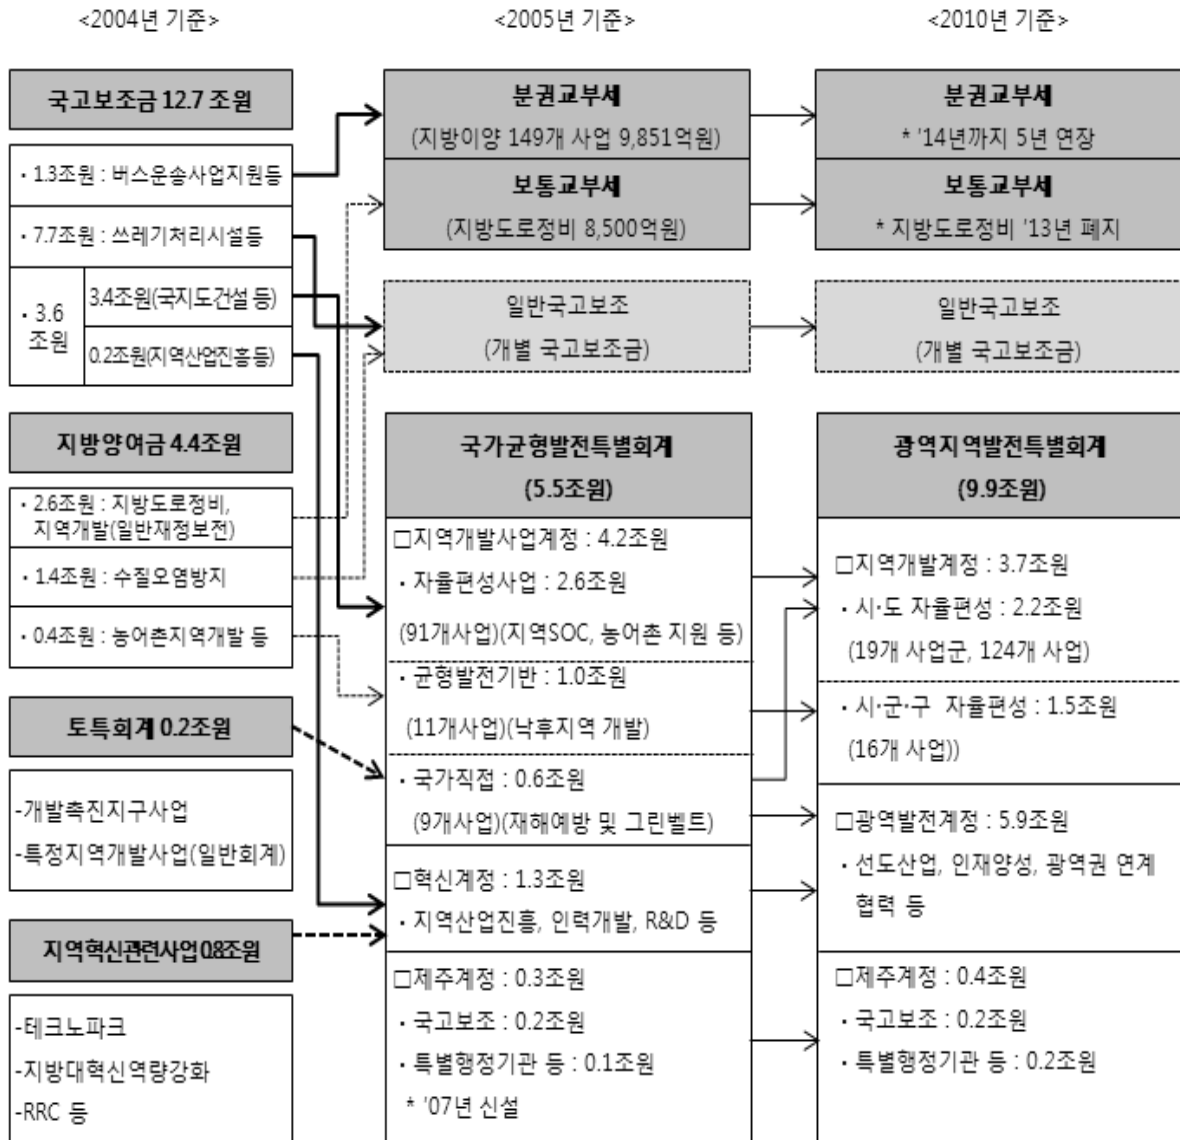 <2004년 기준>
국고보조금 12.7 조원
· 1.3조원 : 버스운송사업지원등
· 7.7조원 : 쓰레기처리시설등
· 3.6
조원
3.4조원(국지도건설 등)
0.2조원(지역산업진흥등)
지방양여금 4.4조원
· 2.6조원 : 지방도로정비,
지역개발(일반재정보전)
· 1.4조원 : 수질오염방지
· 0.4조원 : 농어촌지역개발 등
토특회계 0.2조원
-개발촉진지구사업
-특정지역개발사업(일반회계)
지역혁신관련사업 0.8조원
-테크노파크
-지방대혁신역량강화
-RRC 등
<2005년 기준>
분권교부세
(지방이양 149개 사업 9,851억원)
보통교부세
(지방도로정비 8,500억원)
일반국고보조
(개별 국고보조금)
국가균형발전특별회계
(5.5조원)
□지역개발사업계정 : 4.2조원
· 자율편성사업 : 2.6조원
(91개사업)(지역SOC, 농어촌 지원 등)
· 균형발전기반 : 1.0조원
(11개사업)(낙후지역 개발)
· 국가직접 : 0.6조원
(9개사업)(재해예방 및 그린벨트)
□혁신계정 : 1.3조원
· 지역산업진흥, 인력개발, R&D 등
□제주계정 : 0.3조원
· 국고보조 : 0.2조원
· 특별행정기관 등 : 0.1조원
* '07년 신설
<2010년 기준>
분권교부세
* '14년까지 5년 연장
보통교부세
* 지방도로정비 '13년 폐지
일반국고보조
(개별 국고보조금)
광역지역발전특별회계
(9.9조원)
□지역개발계정 : 3.7조원
· 시·도 자율편성 : 2.2조원
(19개 사업군, 124개 사업)
· 시·군·구 자율편성 : 1.5조원
(16개 사업))
□광역발전계정 : 5.9조원
· 선도산업, 인재양성, 광역권 연계
협력 등
□제주계정 : 0.4조원
· 국고보조 : 0.2조원
· 특별행정기관 등 : 0.2조원